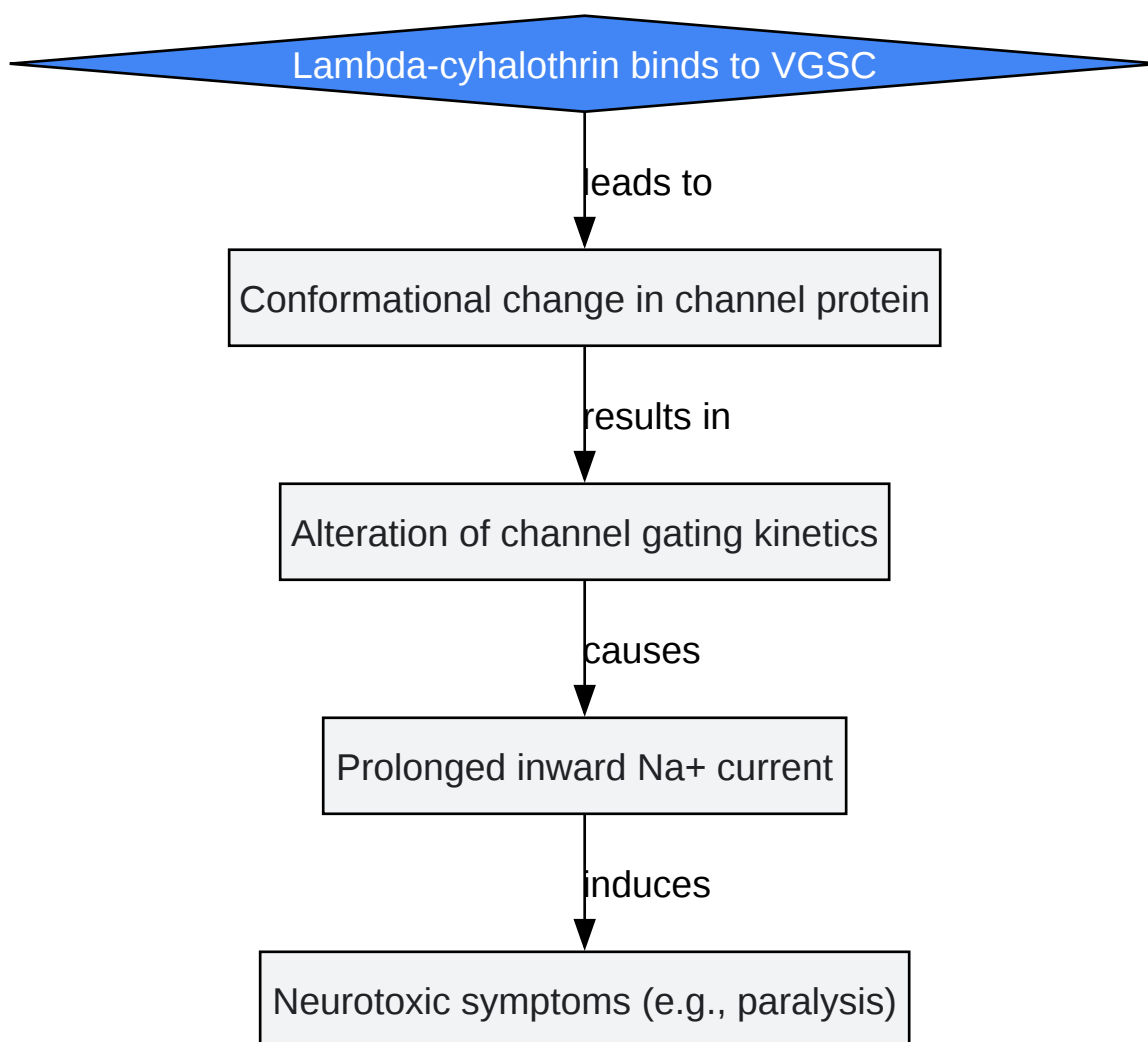 Lambda-cyhalothrin binds to VGSC
leads to
Conformational change in channel protein
results in
Alteration of channel gating kinetics
causes
Prolonged inward Na+ current
induces
Neurotoxic symptoms (e.g., paralysis)